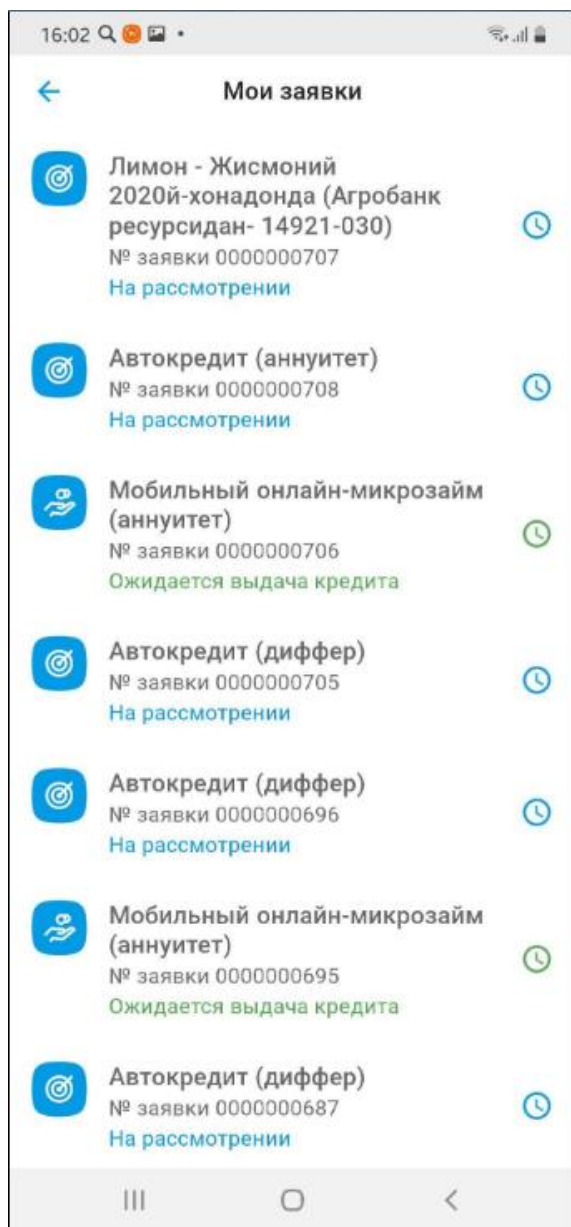 16:02
Мои заявки
Лимон - Жисмоний
2020й-хонадонда (Агробанк
ресурсидан- 14921-030)
№ заявки 0000000707
На рассмотрении
Автокредит (аннуитет)
№ заявки 0000000708
На рассмотрении
Мобильный онлайн-микрозайм
(аннуитет)
№ заявки 0000000706
Ожидается выдача кредита
Автокредит (диффер)
№ заявки 0000000705
На рассмотрении
Автокредит (диффер)
№ заявки 0000000696
На рассмотрении
Мобильный онлайн-микрозайм
(аннуитет)
№ заявки 0000000695
Ожидается выдача кредита
Автокредит (диффер)
№ заявки 0000000687
На рассмотрении